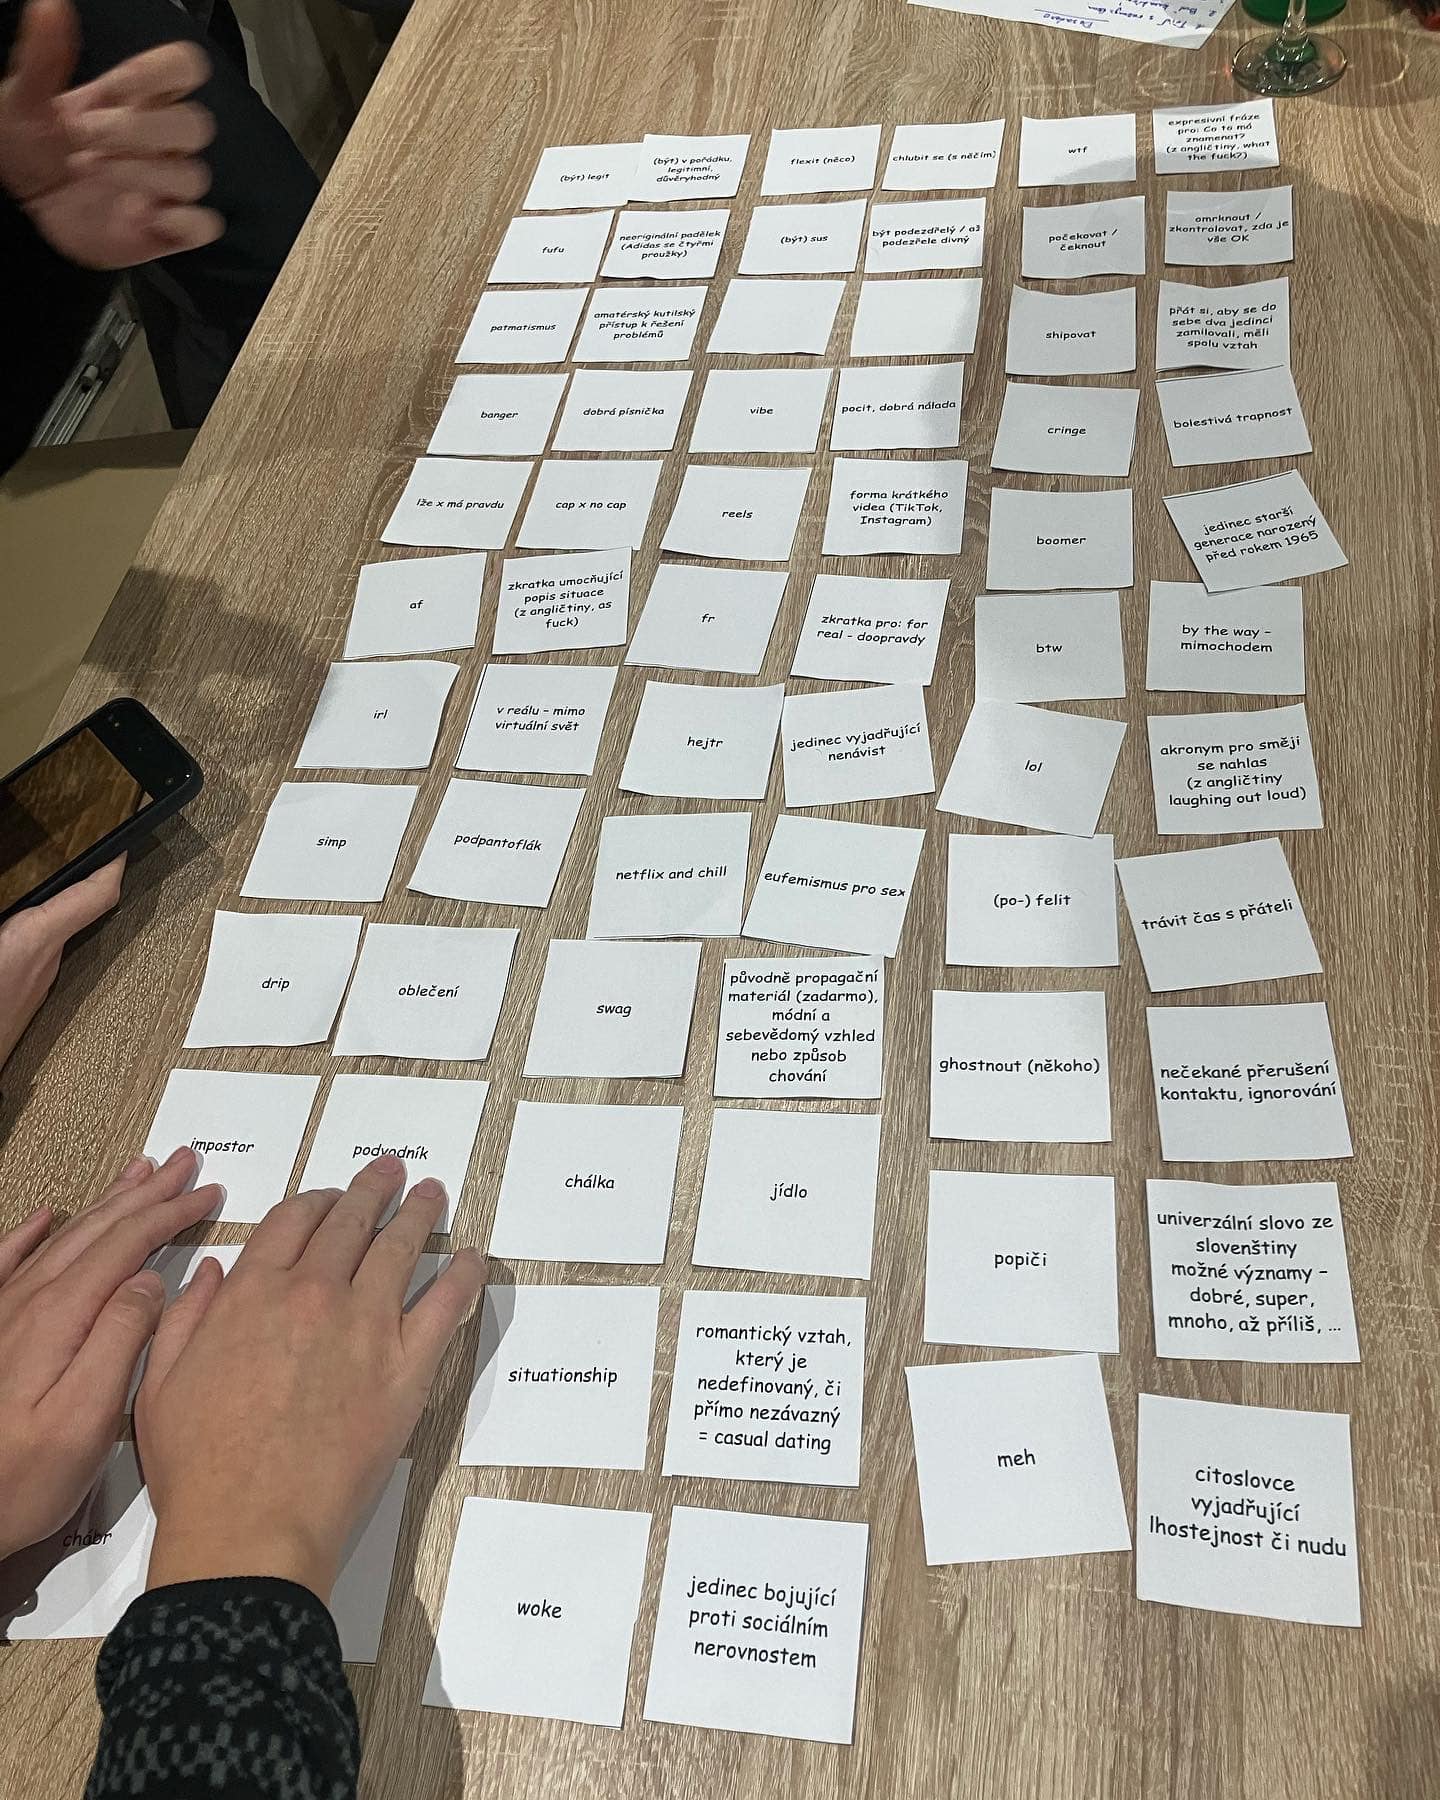 (být) legit
(být) v pořádku,
legitimní,
důvěryhodný
flexit (něco)
chlubit se (s něčím)
wtf
expresivní fráze
pro: Co to má
znamenat?
(z angličtiny, what
the fuck?)
fufu
neoriginální padělek
(Adidas se čtyřmi
proužky)
(být) sus
být podezdřelý / až
podezřele divný
počekovat /
čeknout
omrknout /
zkontrolovat, zda je
vše OK
patmatismus
amatérský kutilský
přístup k řešení
problémů
shipovat
přát si, aby se do
sebe dva jedinci
zamilovali, měli
spolu vztah
banger
dobrá písnička
vibe
pocit, dobrá nálada
cringe
bolestivá trapnost
lže x má pravdu
cap x no cap
reels
forma krátkého
videa (TikTok,
Instagram)
boomer
jedinec starší
generace narozený
před rokem 1965
af
zkratka umocňující
popis situace
(z angličtiny, as
fuck)
fr
zkratka pro: for
real - doopravdy
btw
by the way –
mimochodem
irl
v reálu – mimo
virtuální svět
hejtr
jedinec vyjadřující
nenávist
lol
akronym pro směji
se nahlas
(z angličtiny
laughing out loud)
simp
podpantoflák
netflix and chill
eufemismus pro sex
(po-) felit
trávit čas s přáteli
drip
oblečení
swag
původně propagační
materiál (zadarmo),
módní a
sebevědomý vzhled
nebo způsob
chování
ghostnout (někoho)
nečekané přerušení
kontaktu, ignorování
impostor
podvodník
chálka
jídlo
popiči
univerzální slovo ze
slovenštiny
možné významy –
dobré, super,
mnoho, až příliš, ...
situationship
romantický vztah,
který je
nedefinovaný, či
přímo nezávazný
= casual dating
meh
citoslovce
vyjadřující
lhostejnost či nudu
chábr
woke
jedinec bojující
proti sociálním
nerovnostem